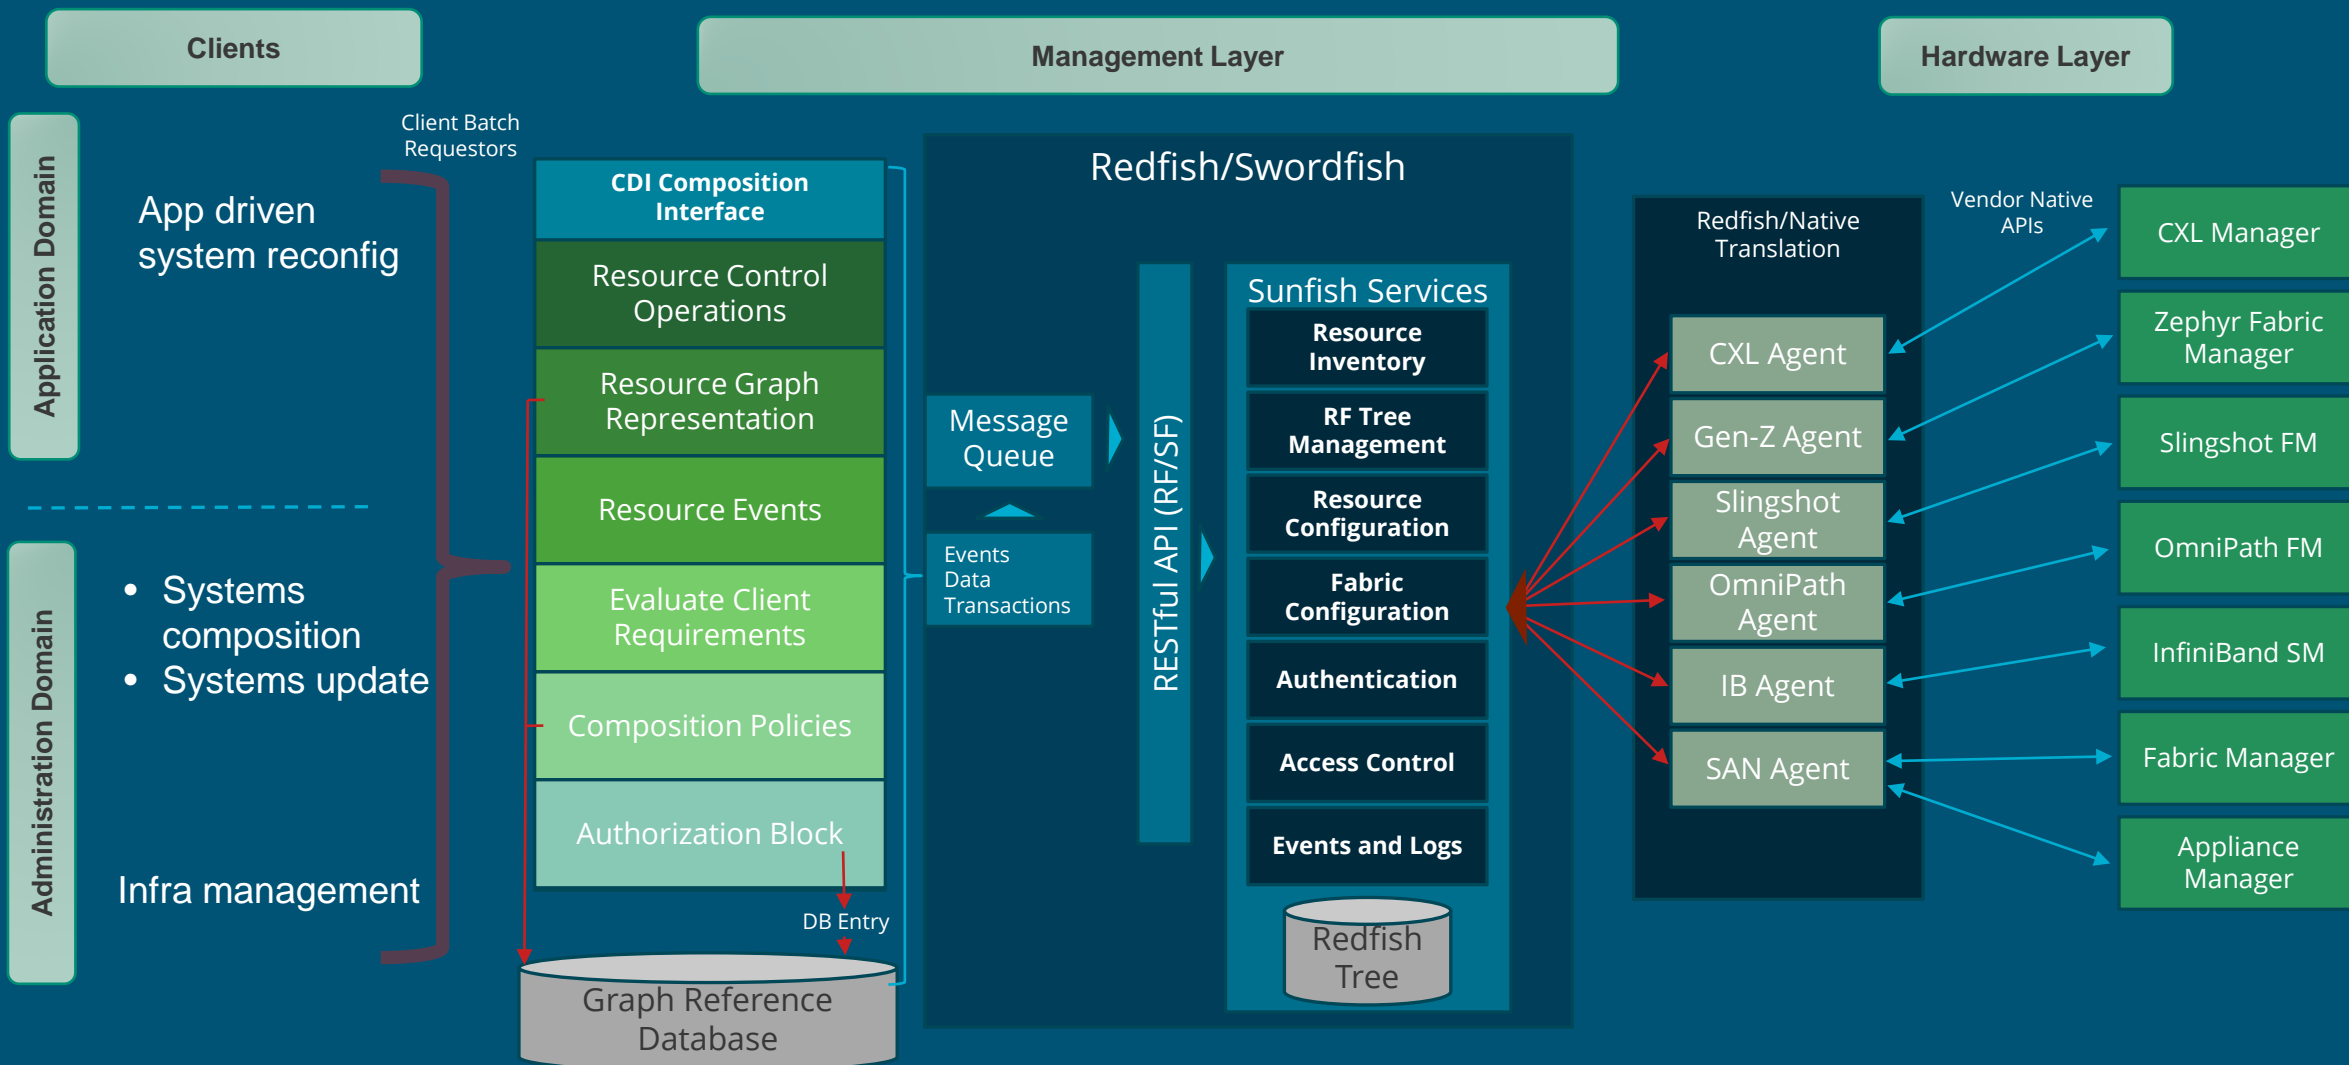 Clients
Management Layer
Hardware Layer
Application Domain
Administration Domain
App driven
system reconfig
• Systems
composition
• Systems update
Infra management
Client Batch
Requestors
CDI Composition
Interface
Resource Control
Operations
Resource Graph
Representation
Resource Events
Evaluate Client
Requirements
Composition Policies
Authorization Block
DB Entry
Graph Reference
Database
Redfish/Swordfish
Message
Queue
Events
Data
Transactions
RESTful API (RF/SF)
Sunfish Services
Resource
Inventory
RF Tree
Management
Resource
Configuration
Fabric
Configuration
Authentication
Access Control
Events and Logs
Redfish
Tree
Redfish/Native
Translation
CXL Agent
Gen-Z Agent
Slingshot
Agent
OmniPath
Agent
IB Agent
SAN Agent
Vendor Native
APIs
CXL Manager
Zephyr Fabric
Manager
Slingshot FM
OmniPath FM
InfiniBand SM
Fabric Manager
Appliance
Manager